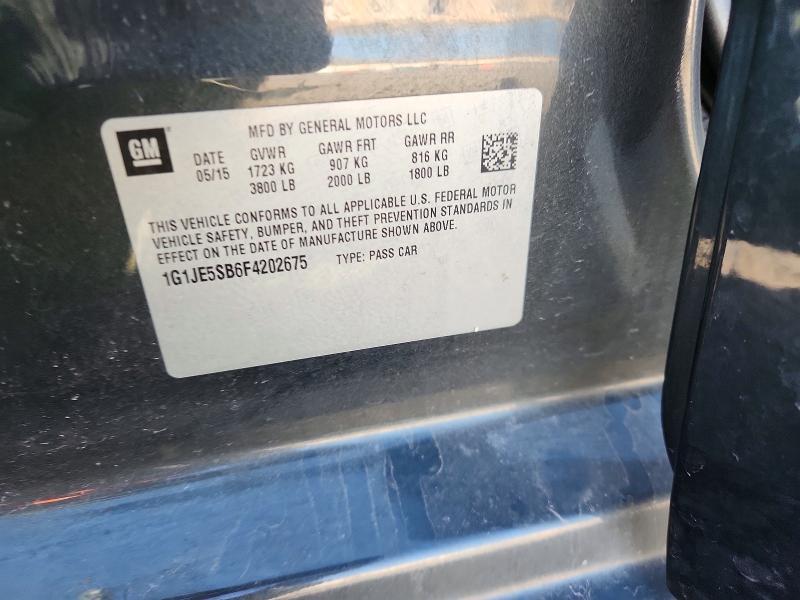 GM
MFD BY GENERAL MOTORS LLC
DATE GVWR GAWR FRT GAWR RR
05/15 1723 KG 907 KG 816 KG
3800 LB 2000 LB 1800 LB
THIS VEHICLE CONFORMS TO ALL APPLICABLE U.S. FEDERAL MOTOR
VEHICLE SAFETY, BUMPER, AND THEFT PREVENTION STANDARDS IN
EFFECT ON THE DATE OF MANUFACTURE SHOWN ABOVE.
1G1JE5SB6F4202675 TYPE: PASS CAR